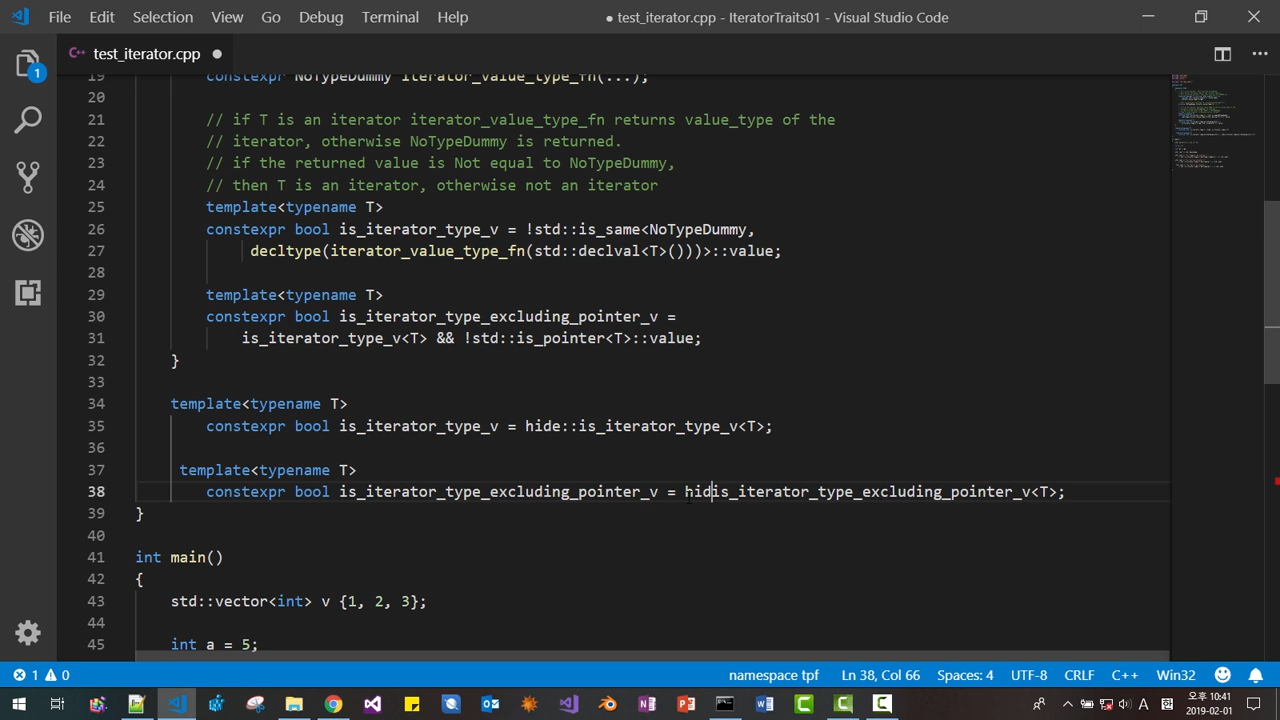 File Edit Selection View Go Debug Terminal Help
● test_iterator.cpp - IteratorTraits01 - Visual Studio Code
1
C++ test_iterator.cpp ●
19 constexpr NoTypeDummy iterator_value_type_fn(...);
20
21 // if T is an iterator iterator_value_type_fn returns value_type of the
22 // iterator, otherwise NoTypeDummy is returned.
23 // if the returned value is Not equal to NoTypeDummy,
24 // then T is an iterator, otherwise not an iterator
25 template<typename T>
26 constexpr bool is_iterator_type_v = !std::is_same<NoTypeDummy,
27 decltype(iterator_value_type_fn(std::declval<T>()))>::value;
28
29 template<typename T>
30 constexpr bool is_iterator_type_excluding_pointer_v =
31 is_iterator_type_v<T> && !std::is_pointer<T>::value;
32 }
33
34 template<typename T>
35 constexpr bool is_iterator_type_v = hide::is_iterator_type_v<T>;
36
37 template<typename T>
38 constexpr bool is_iterator_type_excluding_pointer_v = hidis_iterator_type_excluding_pointer_v<T>;
39 }
40
41 int main()
42 {
43 std::vector<int> v {1, 2, 3};
44
45 int a = 5;
1 0 namespace tpf Ln 38, Col 66 Spaces: 4 UTF-8 CRLF C++ Win32
A 오후 10:41
2019-02-01